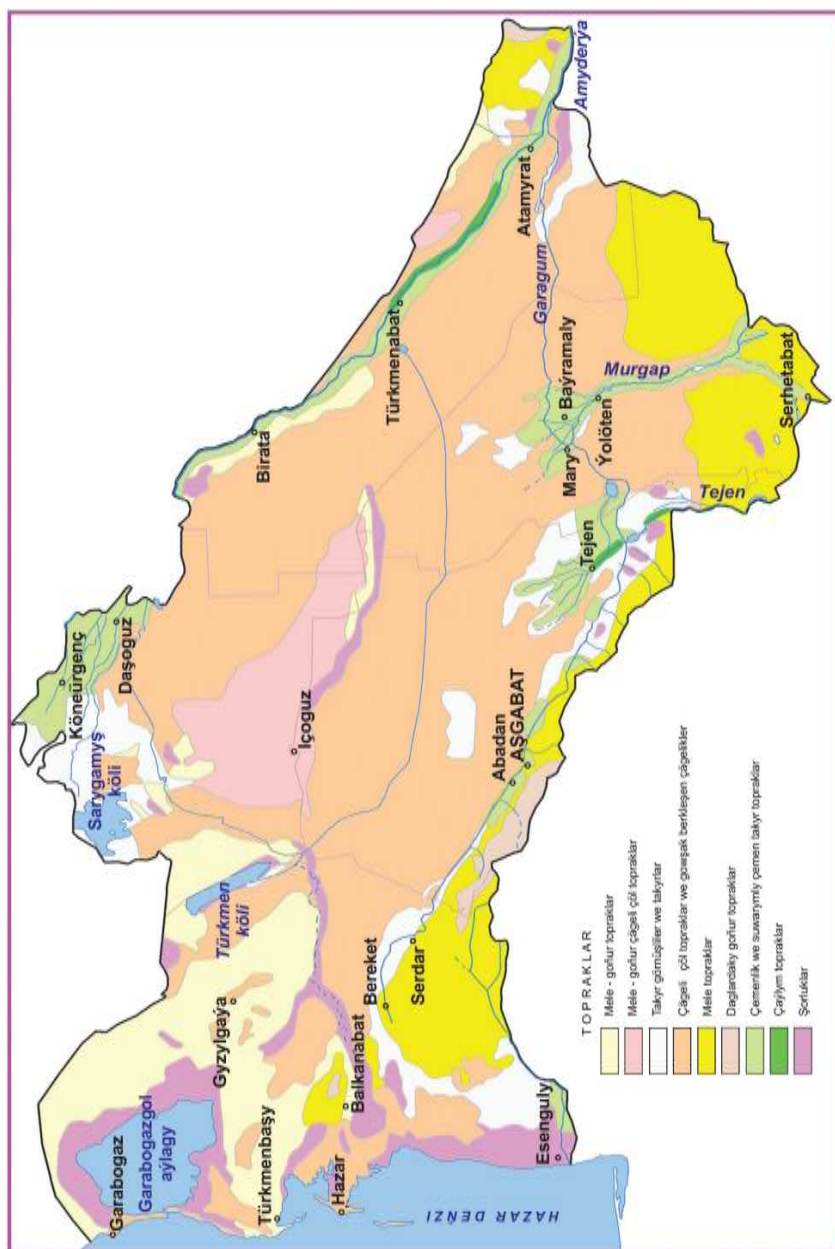 Garabogaz
Garabogazgol
aýlagy
Türkmenbaşy
Hazar
HAZAR DEŇZI
Esenguly
Gyzylgaýa
Balkanabat
Bereket
Serdar
Türkmen
köli
Sarygamyş
köli
Köneürgenç
Daşoguz
Içoguz
Abadan
AŞGABAT
Birata
Türkmenabat
Tejen
Tejen
Mary
Baýramaly
Ýolöten
Murgap
Serhetabat
Garagum
Atamyrat
Amyderýa
TOPRAKLAR
Mele - goňur topraklar
Mele - goňur çägeli çöl topraklar
Takyr görnüşliler we takyrlar
Çägeli çöl topraklar we gowşak berkleşen çägelikler
Mele topraklar
Daglardaky goňur topraklar
Çemenlik we suwarymly çemen takyr topraklar
Çaýlym topraklar
Şorluklar